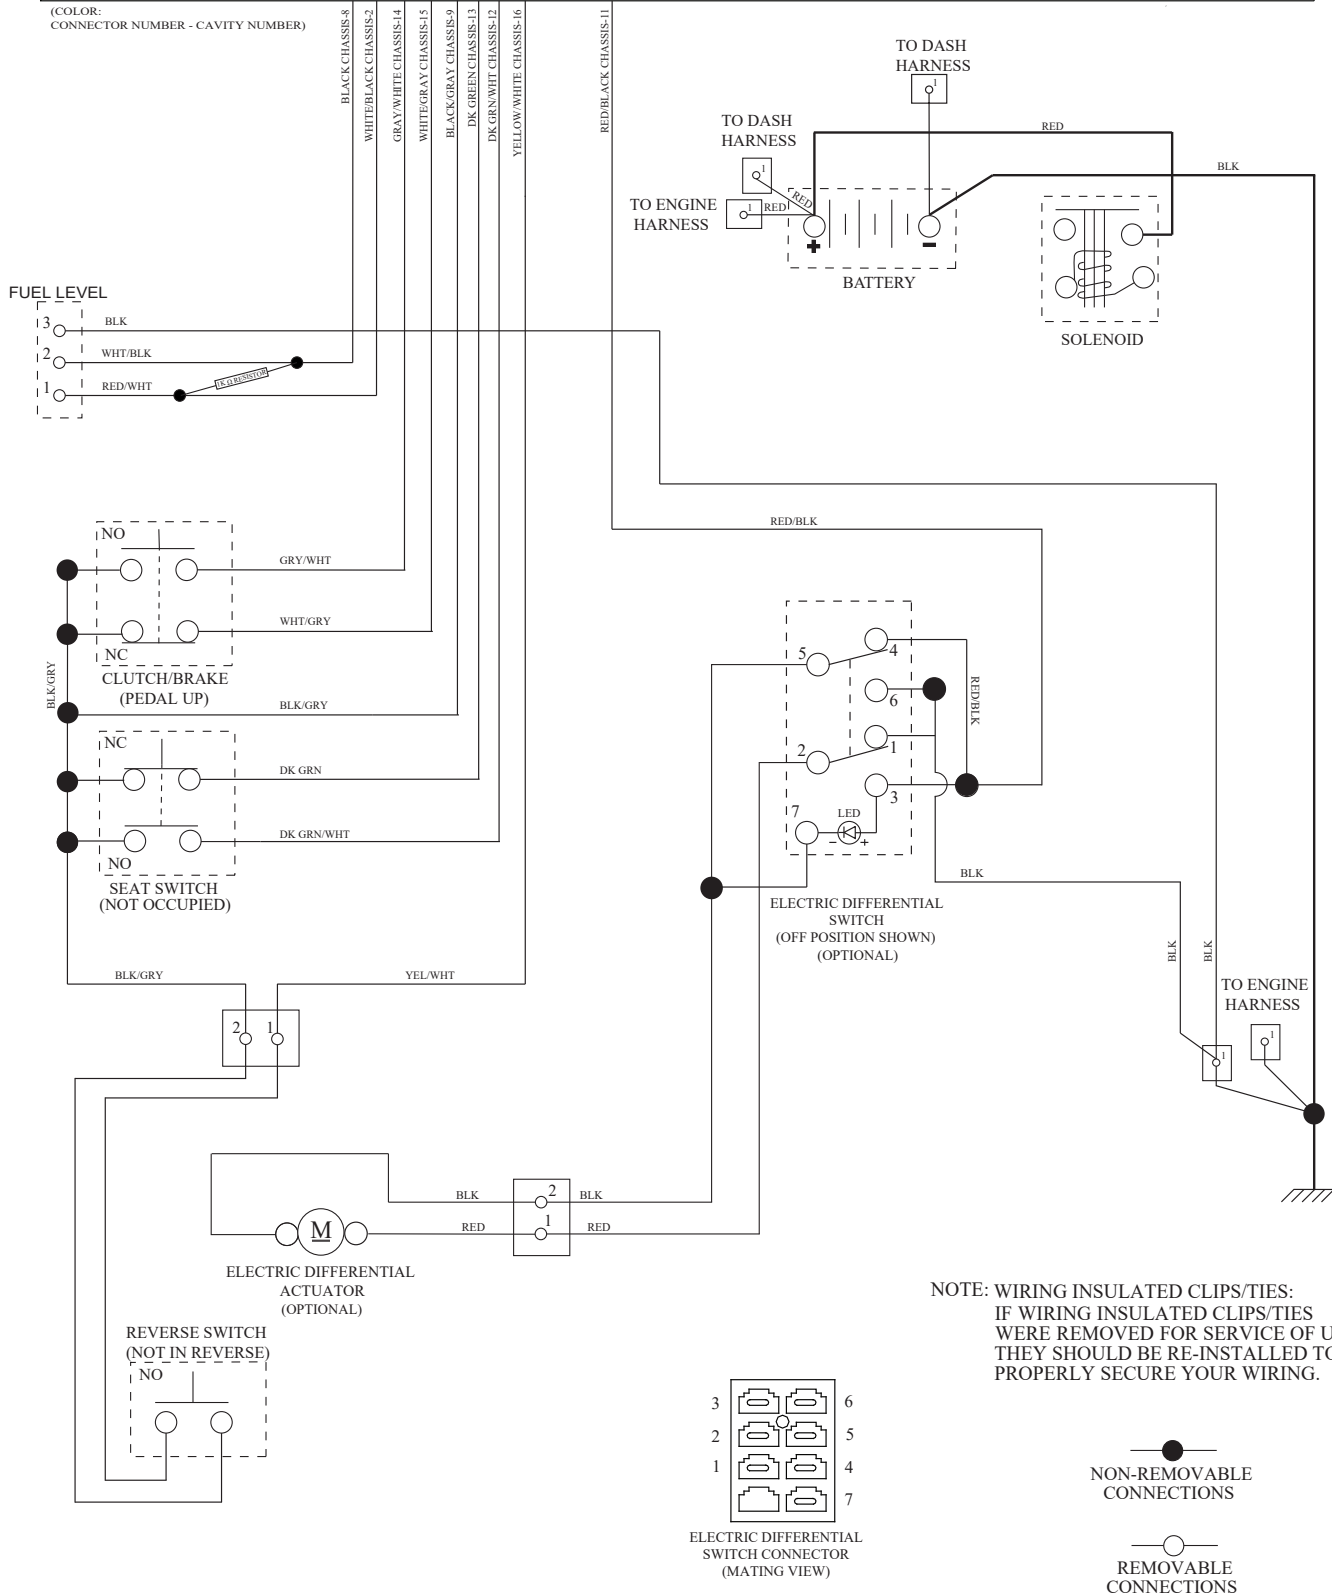 (COLOR:
CONNECTOR NUMBER - CAVITY NUMBER)
BLACK CHASSIS-8
WHITE/BLACK CHASSIS-2
GRAY/WHITE CHASSIS-14
WHITE/GRAY CHASSIS-15
BLACK/GRAY CHASSIS-9
DK GREEN CHASSIS-13
DK GRN/WHT CHASSIS-12
YELLOW/WHITE CHASSIS-16
RED/BLACK CHASSIS-11
TO DASH
HARNESS
1
RED
TO DASH
HARNESS
1
BLK
RED
TO ENGINE
HARNESS
1
RED
+
-
BATTERY
SOLENOID
FUEL LEVEL
3
BLK
2
WHT/BLK
1K Ω RESISTOR
1
RED/WHT
RED/BLK
NO
GRY/WHT
WHT/GRY
NC
CLUTCH/BRAKE
(PEDAL UP)
BLK/GRY
BLK/GRY
NC
DK GRN
DK GRN/WHT
NO
SEAT SWITCH
(NOT OCCUPIED)
5
4
6
RED/BLK
2
1
3
7
LED
- +
BLK
ELECTRIC DIFFERENTIAL
SWITCH
(OFF POSITION SHOWN)
(OPTIONAL)
BLK
BLK
BLK/GRY
YEL/WHT
2
1
TO ENGINE
HARNESS
1
1
BLK
2
BLK
RED
1
RED
M
ELECTRIC DIFFERENTIAL
ACTUATOR
(OPTIONAL)
NOTE: WIRING INSULATED CLIPS/TIES:
IF WIRING INSULATED CLIPS/TIES
WERE REMOVED FOR SERVICE OF U
THEY SHOULD BE RE-INSTALLED TO
PROPERLY SECURE YOUR WIRING.
REVERSE SWITCH
(NOT IN REVERSE)
NO
3
6
2
5
1
4
7
ELECTRIC DIFFERENTIAL
SWITCH CONNECTOR
(MATING VIEW)
NON-REMOVABLE
CONNECTIONS
REMOVABLE
CONNECTIONS